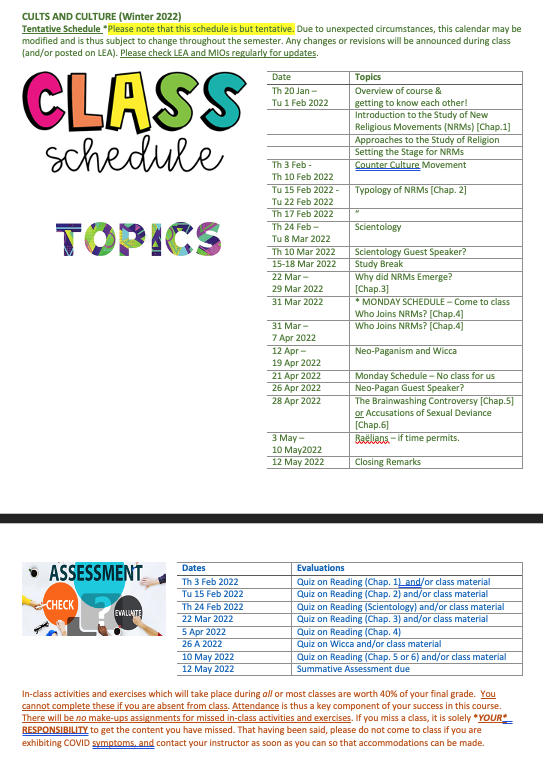 CULTS AND CULTURE (Winter 2022)
Tentative Schedule *Please note that this schedule is but tentative. Due to unexpected circumstances, this calendar may be
modified and is thus subject to change throughout the semester. Any changes or revisions will be announced during class
(and/or posted on LEA). Please check LEA and MIOs regularly for updates.
CLASS
schedule
TOPICS
Date Topics
Th 20 Jan – Overview of course &
Tu 1 Feb 2022 getting to know each other!
Introduction to the Study of New
Religious Movements (NRMs) [Chap.1]
Approaches to the Study of Religion
Setting the Stage for NRMs
Th 3 Feb - Counter Culture Movement
Th 10 Feb 2022
Tu 15 Feb 2022 - Typology of NRMs [Chap. 2]
Tu 22 Feb 2022
Th 17 Feb 2022 "
Th 24 Feb – Scientology
Tu 8 Mar 2022
Th 10 Mar 2022 Scientology Guest Speaker?
15-18 Mar 2022 Study Break
22 Mar – Why did NRMs Emerge?
29 Mar 2022 [Chap.3]
31 Mar 2022 * MONDAY SCHEDULE – Come to class
Who Joins NRMs? [Chap.4]
31 Mar – Who Joins NRMs? [Chap.4]
7 Apr 2022
12 Apr – Neo-Paganism and Wicca
19 Apr 2022
21 Apr 2022 Monday Schedule – No class for us
26 Apr 2022 Neo-Pagan Guest Speaker?
28 Apr 2022 The Brainwashing Controversy [Chap.5]
or Accusations of Sexual Deviance
[Chap.6]
3 May – Raëlians – if time permits.
10 May2022
12 May 2022 Closing Remarks
ASSESSMENT
CHECK
?
EVALUATE
Dates Evaluations
Th 3 Feb 2022 Quiz on Reading (Chap. 1) and/or class material
Tu 15 Feb 2022 Quiz on Reading (Chap. 2) and/or class material
Th 24 Feb 2022 Quiz on Reading (Scientology) and/or class material
22 Mar 2022 Quiz on Reading (Chap. 3) and/or class material
5 Apr 2022 Quiz on Reading (Chap. 4)
26 A 2022 Quiz on Wicca and/or class material
10 May 2022 Quiz on Reading (Chap. 5 or 6) and/or class material
12 May 2022 Summative Assessment due
In-class activities and exercises which will take place during all or most classes are worth 40% of your final grade. You
cannot complete these if you are absent from class. Attendance is thus a key component of your success in this course.
There will be no make-ups assignments for missed in-class activities and exercises. If you miss a class, it is solely *YOUR*
RESPONSIBILITY to get the content you have missed. That having been said, please do not come to class if you are
exhibiting COVID symptoms, and contact your instructor as soon as you can so that accommodations can be made.